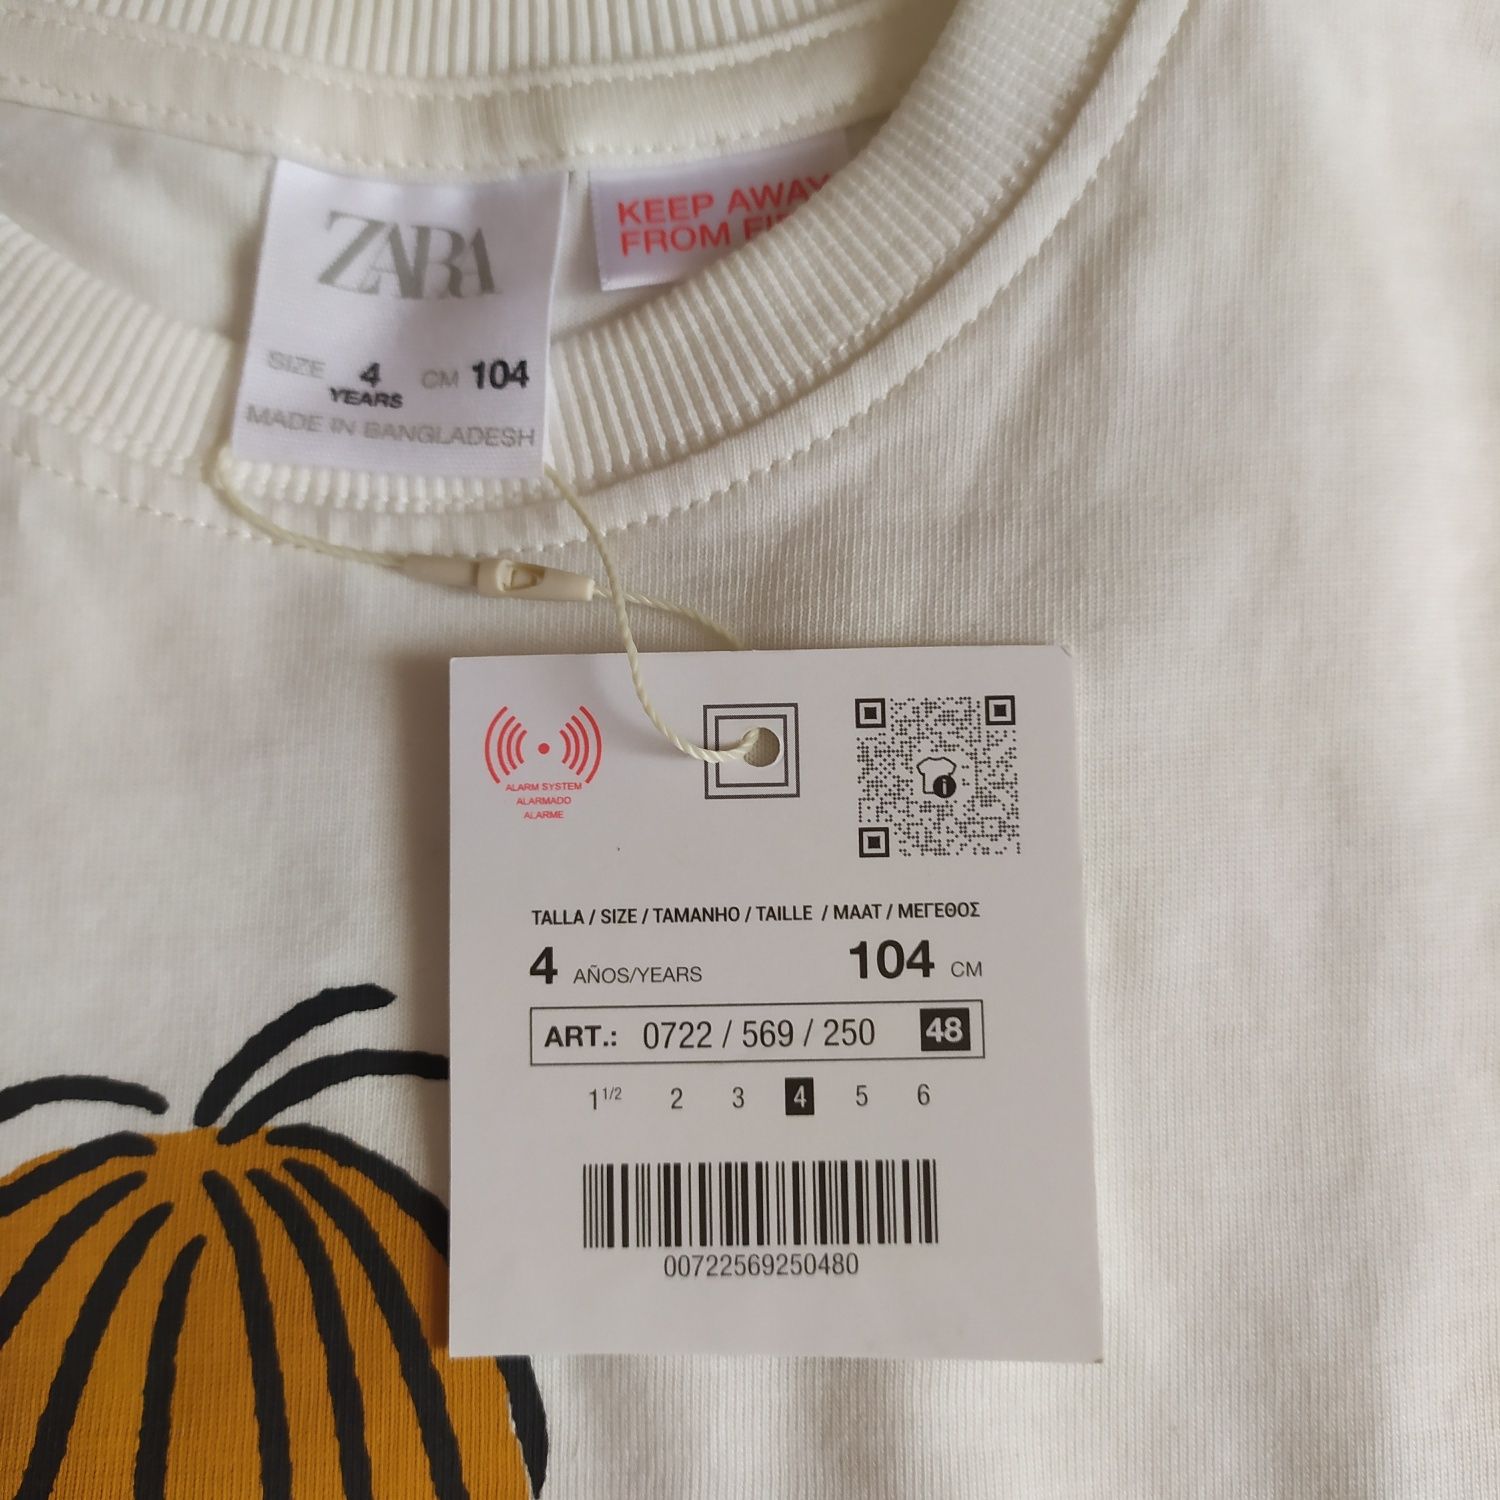 ZARA
SIZE 4 YEARS CM 104
MADE IN BANGLADESH
KEEP AWAY
FROM
ALARM SYSTEM
ALARMADO
ALARME
TALLA / SIZE / TAMANHO / TAILLE / MAAT / ΜΕΓΕΘΟΣ
4 AÑOS/YEARS 104 CM
ART.: 0722 / 569 / 250 48
1 1/2 2 3 4 5 6
00722569250480